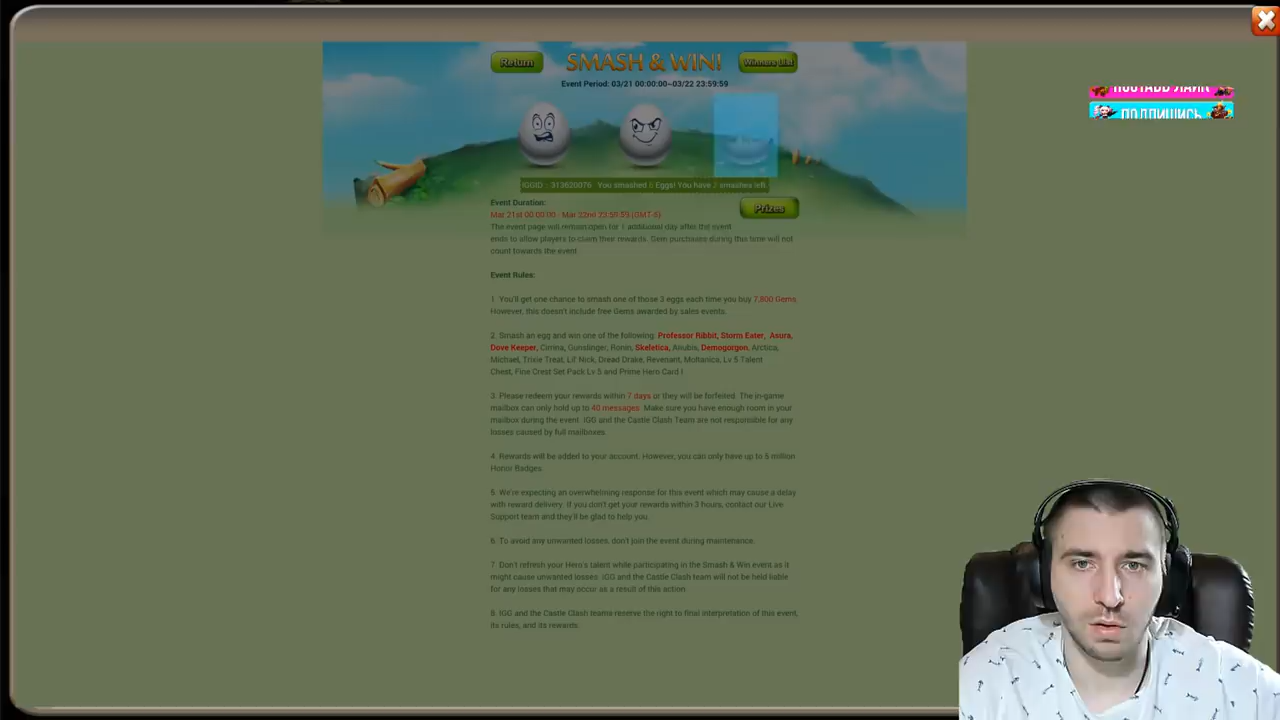 ПОСТАВЬ ЛАЙК
ПОДПИШИСЬ
Return
SMASH & WIN!
Winners List
Event Period: 03/21 00:00:00~03/22 23:59:59
IGGID : 313620076 You smashed Eggs! You have smashes left.
Event Duration:
Prizes
Mar 21st 00:00:00 - Mar 22nd 23:59:59 (GMT-5)
The event page will remain open for 1 additional day after the event
ends to allow players to claim their rewards. Gem purchases during this time will not
count towards the event.
Event Rules:
1. You'll get one chance to smash one of those 3 eggs each time you buy 7,800 Gems.
However, this doesn't include free Gems awarded by sales events.
2. Smash an egg and win one of the following: Professor Ribbit, Storm Eater, Asura,
Dove Keeper, Cirrina, Gunslinger, Ronin, Skeletica, Anubis, Demogorgon, Arctica,
Michael, Trixie Treat, Lil' Nick, Dread Drake, Revenant, Moltanica, Lv 5 Talent
Chest, Fine Crest Set Pack Lv 5 and Prime Hero Card I.
3. Please redeem your rewards within 7 days or they will be forfeited. The in-game
mailbox can only hold up to 40 messages. Make sure you have enough room in your
mailbox during the event. IGG and the Castle Clash Team are not responsible for any
losses caused by full mailboxes.
4. Rewards will be added to your account. However, you can only have up to 5 million
Honor Badges.
5. We're expecting an overwhelming response for this event which may cause a delay
with reward delivery. If you don't get your rewards within 3 hours, contact our Live
Support team and they'll be glad to help you.
6. To avoid any unwanted losses, don't join the event during maintenance.
7. Don't refresh your Hero's talent while participating in the Smash & Win event as it
might cause unwanted losses. IGG and the Castle Clash team will not be held liable
for any losses that may occur as a result of this action.
8. IGG and the Castle Clash teams reserve the right to final interpretation of this event,
its rules, and its rewards.